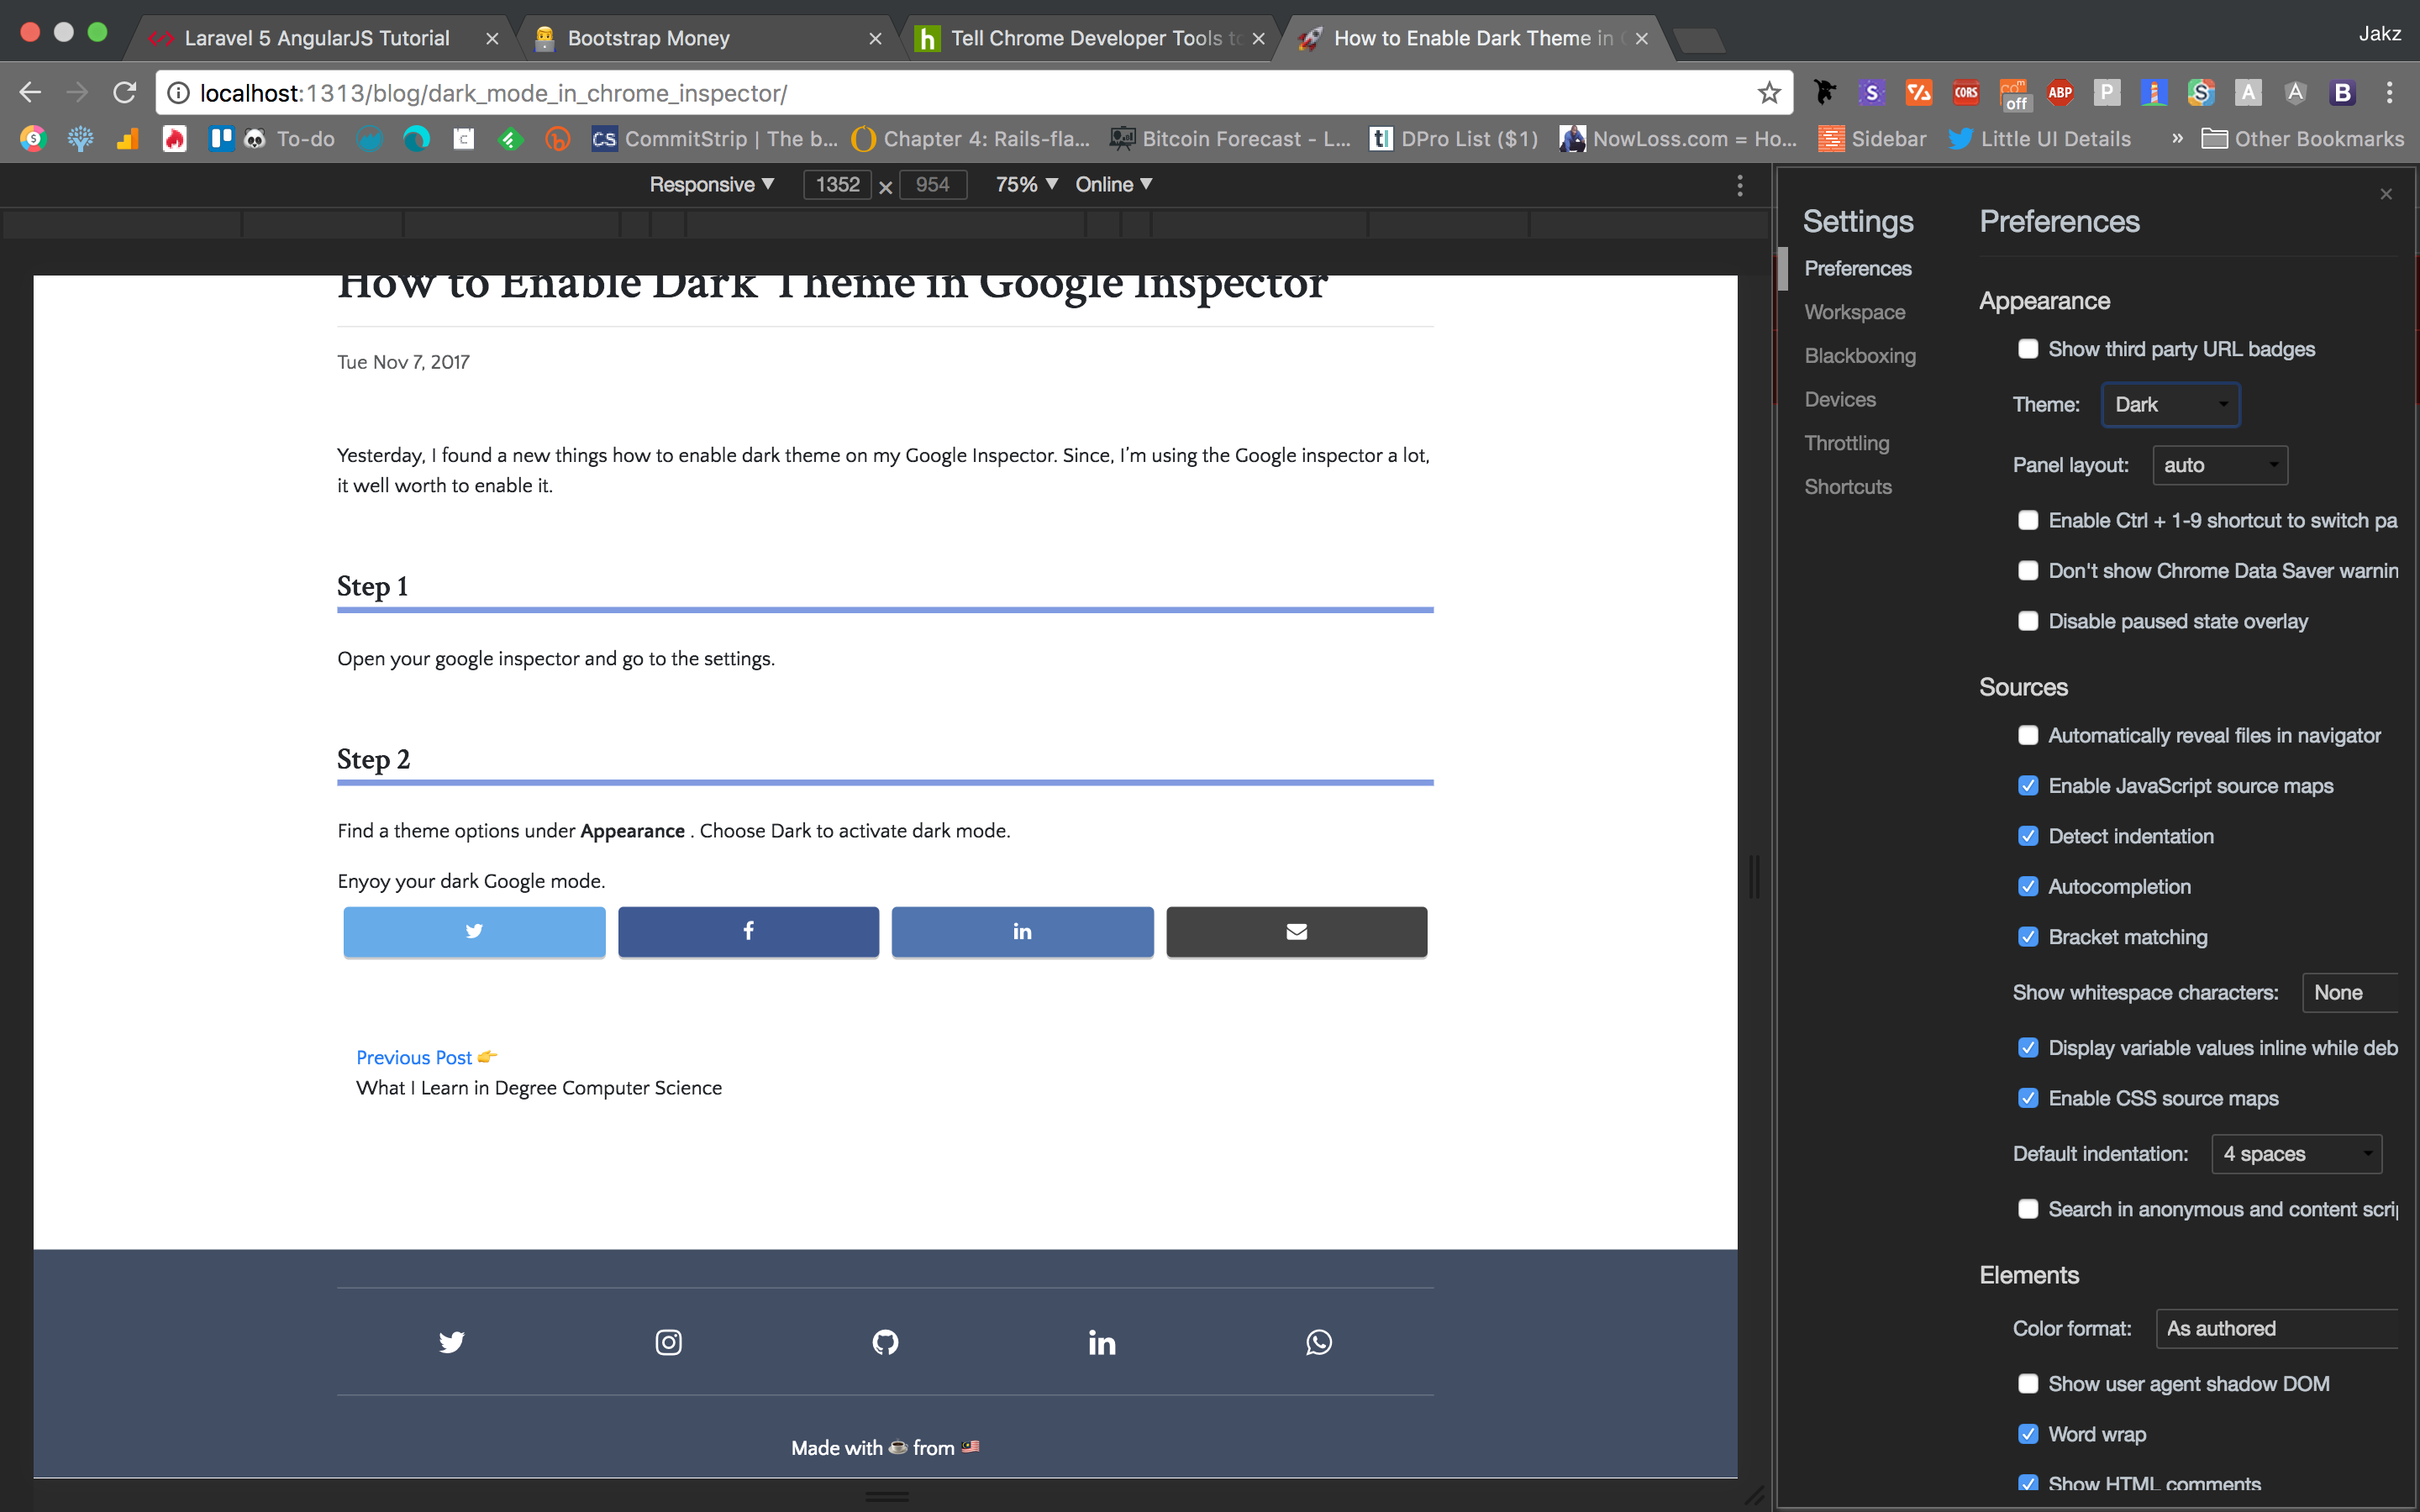 Laravel 5 AngularJS Tutorial
Bootstrap Money
Tell Chrome Developer Tools to
How to Enable Dark Theme in
Jakz
localhost:1313/blog/dark_mode_in_chrome_inspector/
S
CORS
off
ABP
P
S
A
A
B
To-do
CS CommitStrip | The b...
Chapter 4: Rails-fla...
Bitcoin Forecast - L...
tl DPro List ($1)
NowLoss.com = Ho...
Sidebar
Little UI Details
» Other Bookmarks
Responsive ▼ 1352 × 954 75% ▼ Online ▼
How to Enable Dark Theme in Google Inspector
Tue Nov 7, 2017
Yesterday, I found a new things how to enable dark theme on my Google Inspector. Since, I’m using the Google inspector a lot,
it well worth to enable it.
Step 1
Open your google inspector and go to the settings.
Step 2
Find a theme options under Appearance . Choose Dark to activate dark mode.
Enyoy your dark Google mode.
Previous Post 👉
What I Learn in Degree Computer Science
Made with ☕ from 🇲🇾
Settings
Preferences
Workspace
Blackboxing
Devices
Throttling
Shortcuts
Preferences
Appearance
Show third party URL badges
Theme: Dark
Panel layout: auto
Enable Ctrl + 1-9 shortcut to switch pa
Don't show Chrome Data Saver warnin
Disable paused state overlay
Sources
Automatically reveal files in navigator
Enable JavaScript source maps
Detect indentation
Autocompletion
Bracket matching
Show whitespace characters: None
Display variable values inline while deb
Enable CSS source maps
Default indentation: 4 spaces
Search in anonymous and content scrip
Elements
Color format: As authored
Show user agent shadow DOM
Word wrap
Show HTML comments